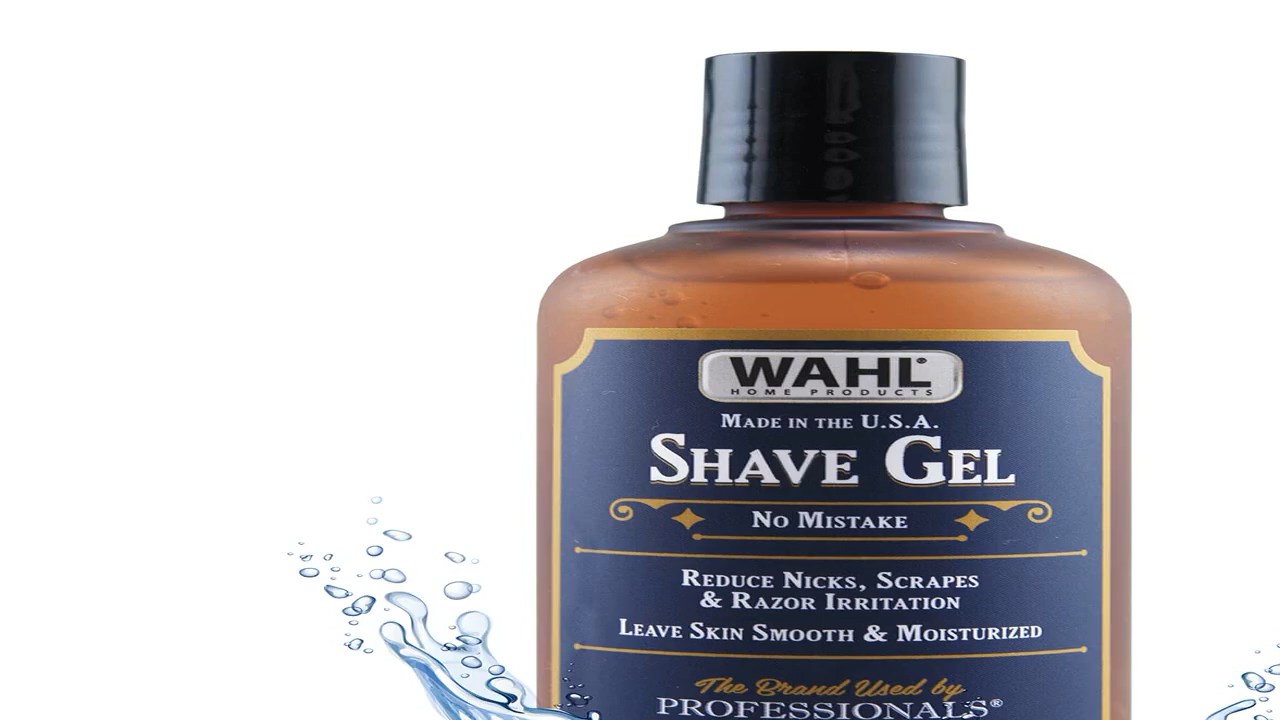 WAHL®
HOME PRODUCTS
MADE IN THE U.S.A.
SHAVE GEL
NO MISTAKE
REDUCE NICKS, SCRAPES
& RAZOR IRRITATION
LEAVE SKIN SMOOTH & MOISTURIZED
The Brand Used by
PROFESSIONALS®